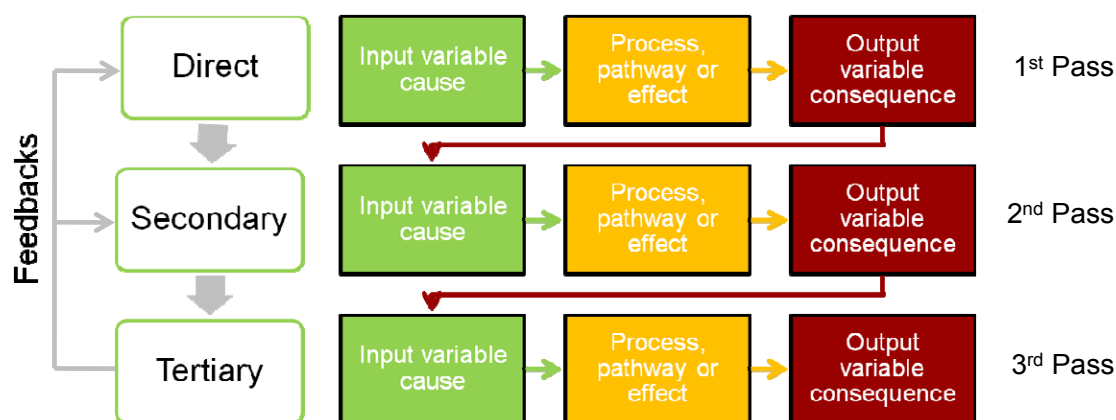 Feedbacks
Direct
Input variable
cause
Process,
pathway or
effect
Output
variable
consequence
1st Pass
Secondary
Input variable
cause
Process,
pathway or
effect
Output
variable
consequence
2nd Pass
Tertiary
Input variable
cause
Process,
pathway or
effect
Output
variable
consequence
3rd Pass